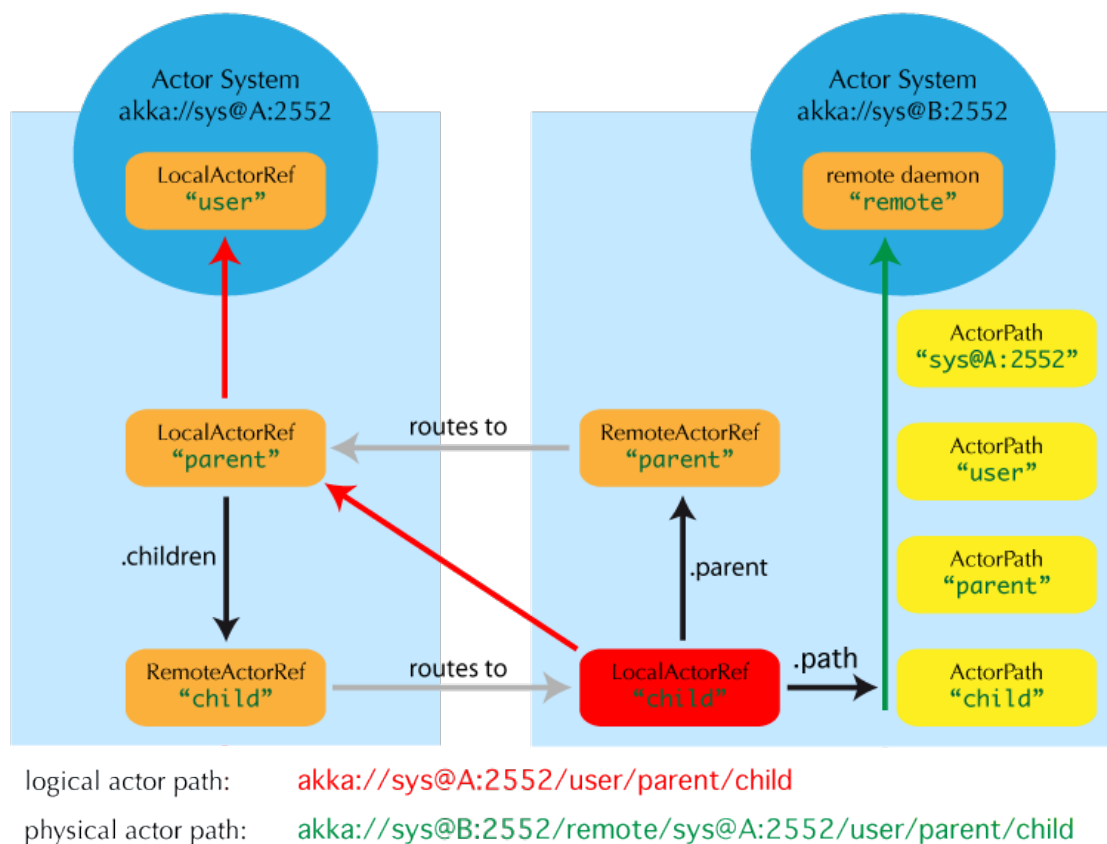 Actor System
akka://sys@A:2552
LocalActorRef
“user”
LocalActorRef
“parent”
.children
RemoteActorRef
“child”
routes to
routes to
Actor System
akka://sys@B:2552
remote daemon
“remote”
RemoteActorRef
“parent”
.parent
LocalActorRef
“child”
.path
ActorPath
“sys@A:2552”
ActorPath
“user”
ActorPath
“parent”
ActorPath
“child”
logical actor path: akka://sys@A:2552/user/parent/child
physical actor path: akka://sys@B:2552/remote/sys@A:2552/user/parent/child